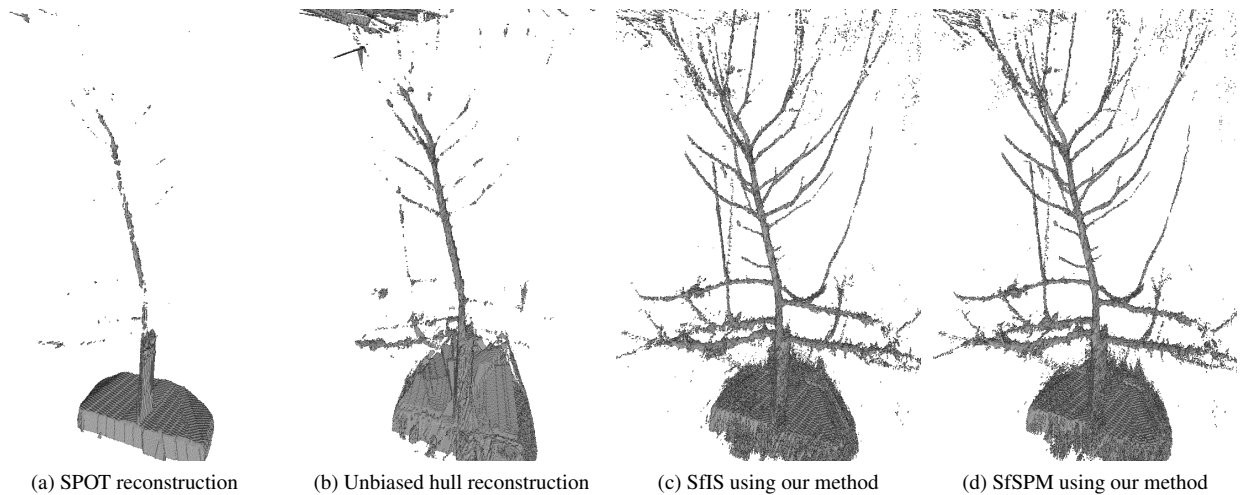 (a) SPOT reconstruction
(b) Unbiased hull reconstruction
(c) SfIS using our method
(d) SfSPM using our method